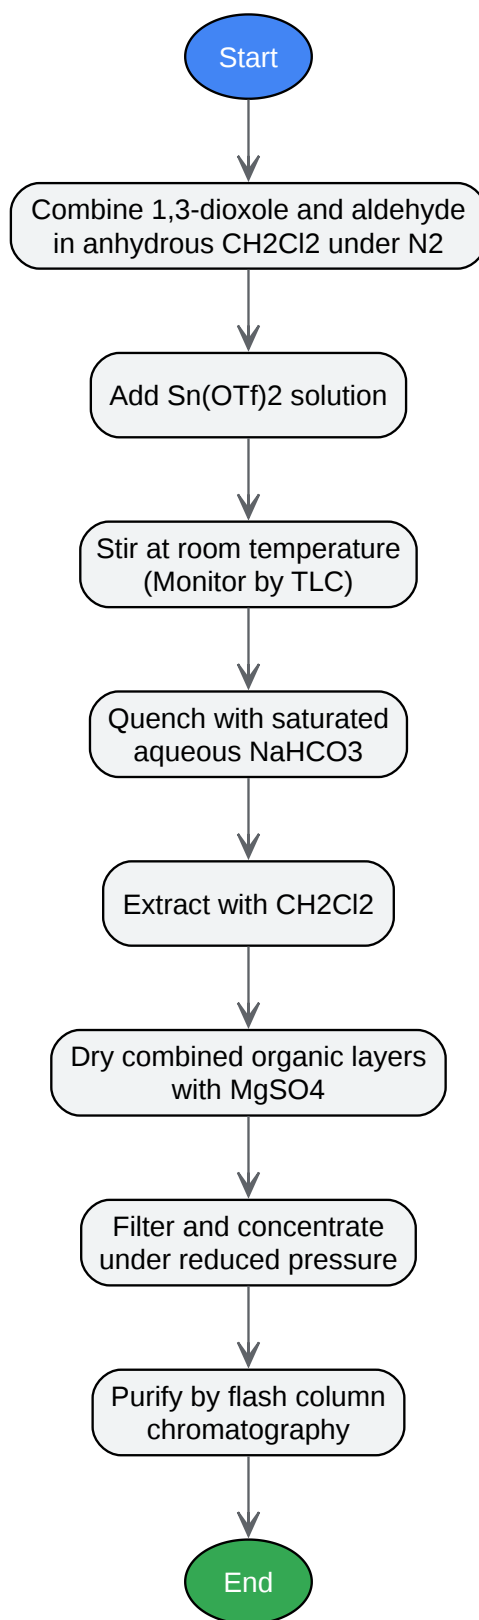 Start
Combine 1,3-dioxole and aldehyde
in anhydrous CH2Cl2 under N2
Add Sn(OTf)2 solution
Stir at room temperature
(Monitor by TLC)
Quench with saturated
aqueous NaHCO3
Extract with CH2Cl2
Dry combined organic layers
with MgSO4
Filter and concentrate
under reduced pressure
Purify by flash column
chromatography
End